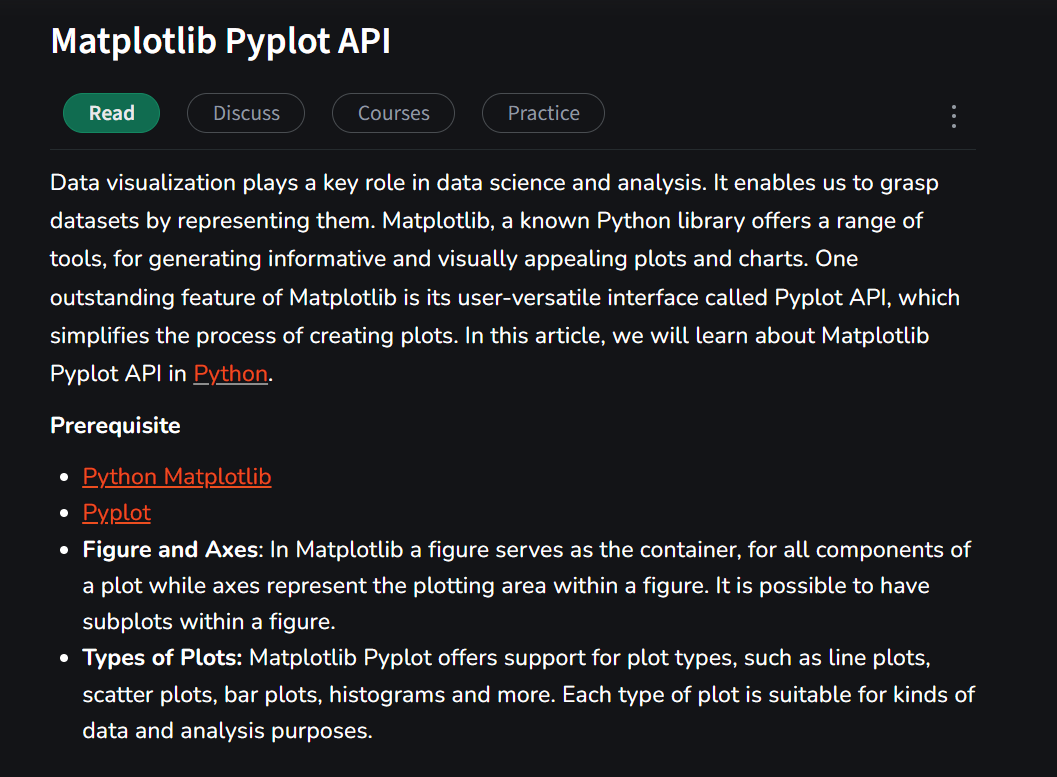 Matplotlib Pyplot API
Read Discuss Courses Practice
Data visualization plays a key role in data science and analysis. It enables us to grasp
datasets by representing them. Matplotlib, a known Python library offers a range of
tools, for generating informative and visually appealing plots and charts. One
outstanding feature of Matplotlib is its user-versatile interface called Pyplot API, which
simplifies the process of creating plots. In this article, we will learn about Matplotlib
Pyplot API in Python.
Prerequisite
• Python Matplotlib
• Pyplot
• Figure and Axes: In Matplotlib a figure serves as the container, for all components of
a plot while axes represent the plotting area within a figure. It is possible to have
subplots within a figure.
• Types of Plots: Matplotlib Pyplot offers support for plot types, such as line plots,
scatter plots, bar plots, histograms and more. Each type of plot is suitable for kinds of
data and analysis purposes.